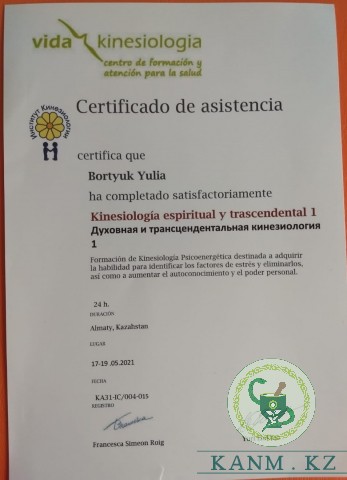 vida kinesiologia
centro de formación y
atención para la salud
Институт Кинезиологии
Certificado de asistencia
certifica que
Bortyuk Yulia
ha completado satisfactoriamente
Kinesiología espiritual y trascendental 1
Духовная и трансцендентальная кинезиология
1
Formación de Kinesiología Psicoenergética destinada a adquirir
la habilidad para identificar los factores de estrés y eliminarlos,
así como a aumentar el autoconocimiento y el poder personal.
24 h.
DURACIÓN
Almaty, Kazahstan
LUGAR
17-19 .05.2021
FECHA
KA31-IC/004-015
REGISTRO
Francesca Simeon Roig
KANM . KZ